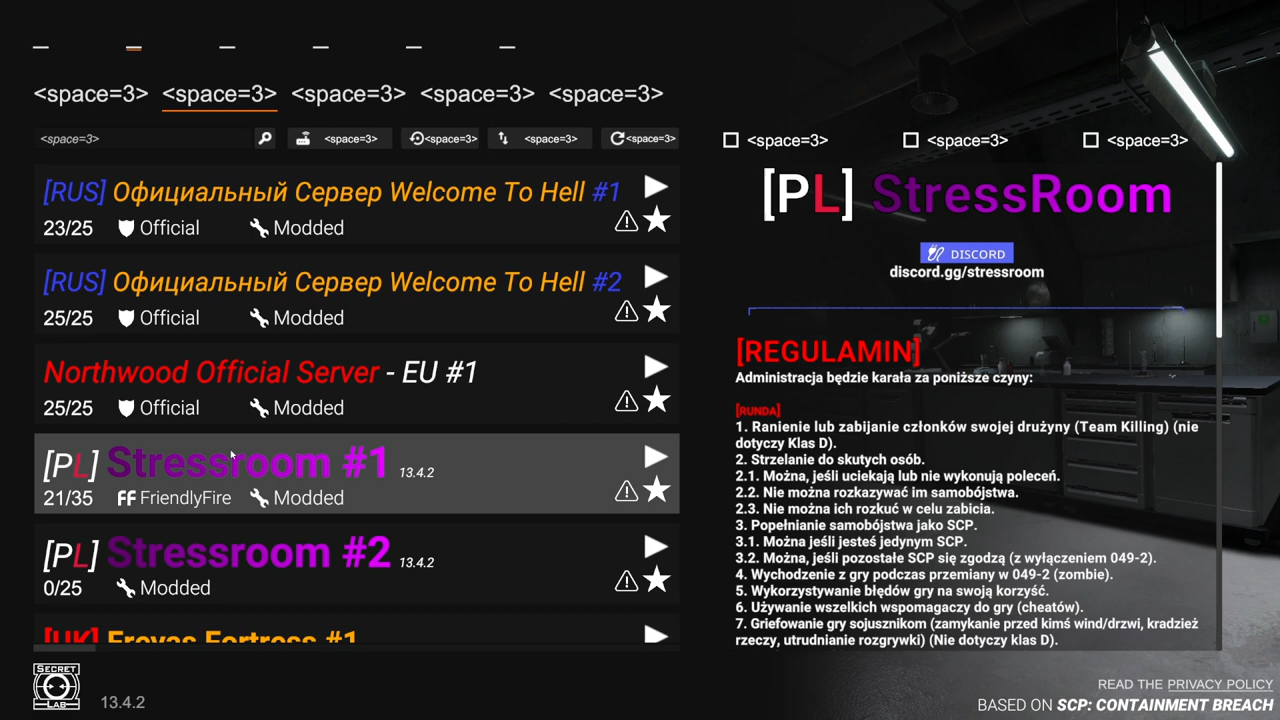 <space=3> <space=3> <space=3> <space=3> <space=3>
<space=3> <space=3> <space=3> <space=3> <space=3>
[RUS] Официальный Сервер Welcome To Hell #1
23/25 Official Modded
[RUS] Официальный Сервер Welcome To Hell #2
25/25 Official Modded
Northwood Official Server - EU #1
25/25 Official Modded
[PL] Stressroom #1 13.4.2
21/35 FF FriendlyFire Modded
[PL] Stressroom #2 13.4.2
0/25 Modded
[UK] Freyas Fortress #1
SECRET
LAB
13.4.2
<space=3> <space=3> <space=3>
[PL] StressRoom
DISCORD
discord.gg/stressroom
[REGULAMIN]
Administracja będzie karała za poniższe czyny:
[RUNDA]
1. Ranienie lub zabijanie członków swojej drużyny (Team Killing) (nie
dotyczy Klas D).
2. Strzelanie do skutych osób.
2.1. Można, jeśli uciekają lub nie wykonują poleceń.
2.2. Nie można rozkazywać im samobójstwa.
2.3. Nie można ich rozkuć w celu zabicia.
3. Popełnianie samobójstwa jako SCP.
3.1. Można jeśli jesteś jedynym SCP.
3.2. Można, jeśli pozostałe SCP się zgodzą (z wyłączeniem 049-2).
4. Wychodzenie z gry podczas przemiany w 049-2 (zombie).
5. Wykorzystywanie błędów gry na swoją korzyść.
6. Używanie wszelkich wspomagaczy do gry (cheatów).
7. Griefowanie gry sojusznikom (zamykanie przed kimś wind/drzwi, kradzież
rzeczy, utrudnianie rozgrywki) (Nie dotyczy klas D).
READ THE PRIVACY POLICY
BASED ON SCP: CONTAINMENT BREACH